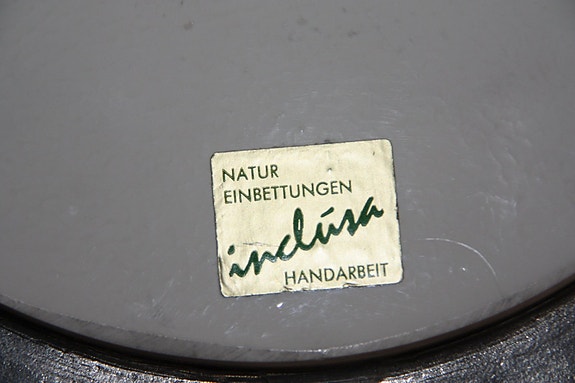 NATUR
EINBETTUNGEN
inclúsa
HANDARBEIT